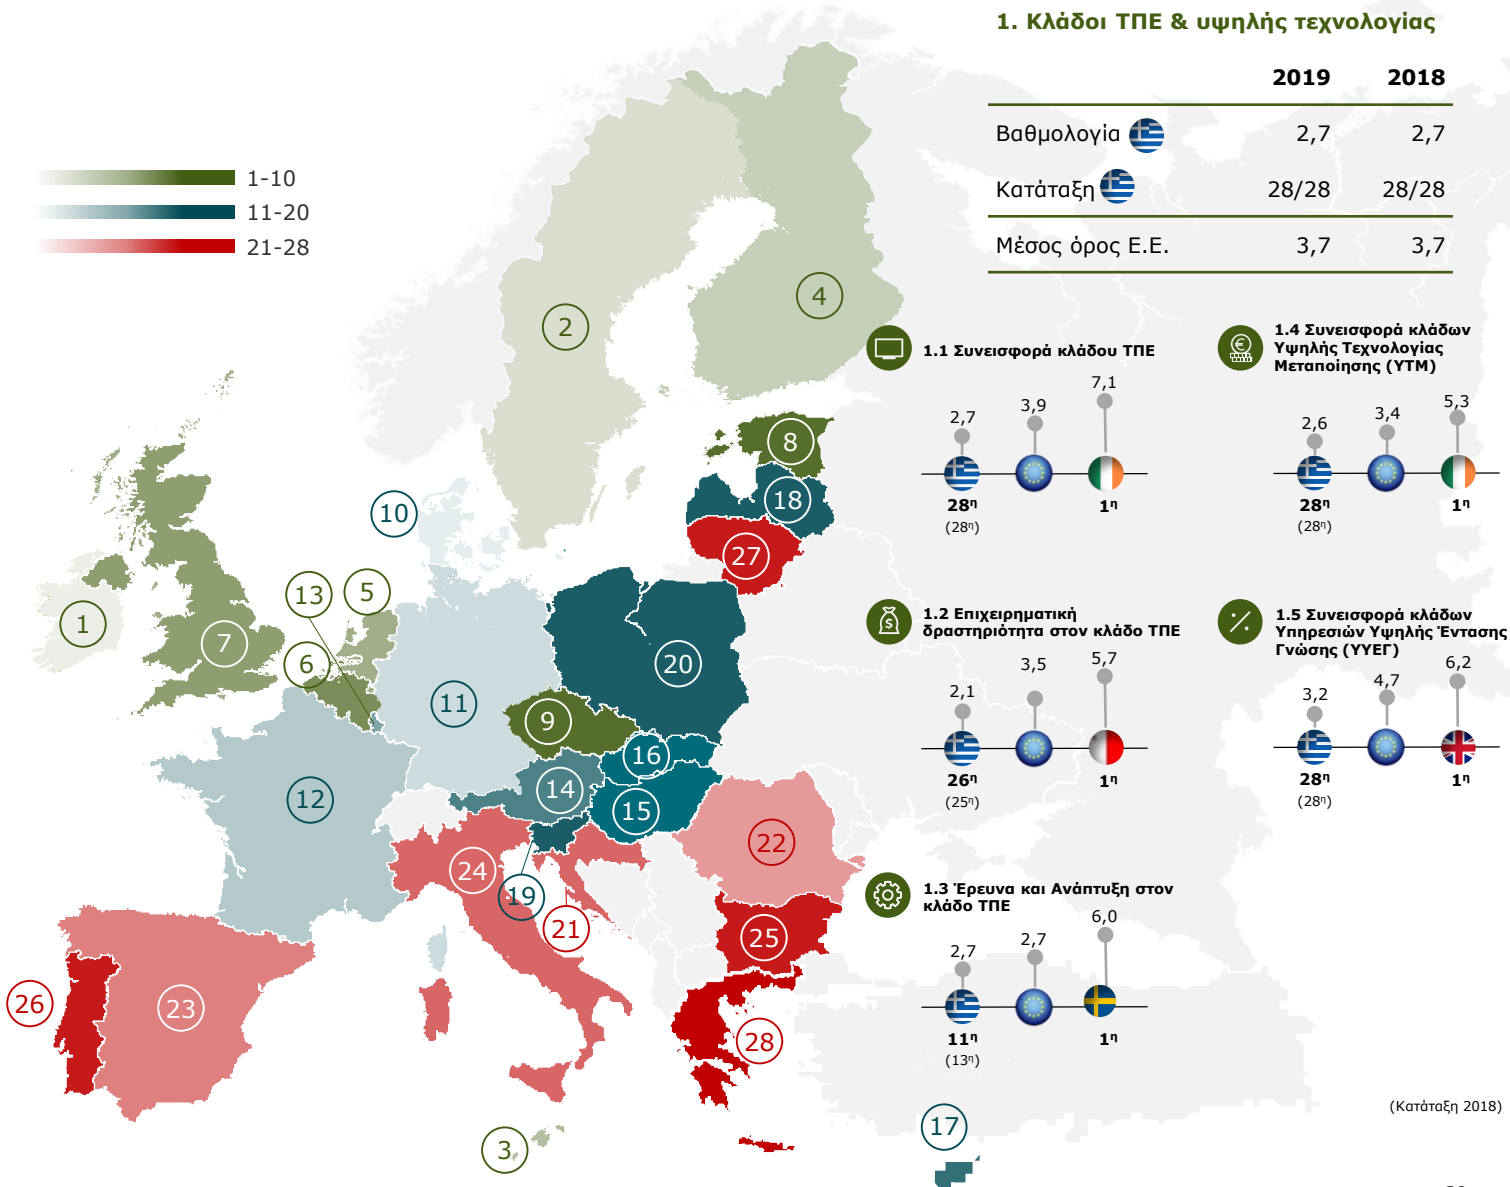 1. Κλάδοι ΤΠΕ & υψηλής τεχνολογίας
2019 2018
Βαθμολογία 2,7 2,7
Κατάταξη 28/28 28/28
Μέσος όρος Ε.Ε. 3,7 3,7
1-10
11-20
21-28
1
2
3
4
5
6
7
8
9
10
11
12
13
14
15
16
17
18
19
20
21
22
23
24
25
26
27
28
1.1 Συνεισφορά κλάδου ΤΠΕ
2,7 3,9 7,1
28η 1η
(28η)
1.2 Επιχειρηματική
δραστηριότητα στον κλάδο ΤΠΕ
2,1 3,5 5,7
26η 1η
(25η)
1.3 Έρευνα και Ανάπτυξη στον
κλάδο ΤΠΕ
2,7 2,7 6,0
11η 1η
(13η)
1.4 Συνεισφορά κλάδων
Υψηλής Τεχνολογίας
Μεταποίησης (ΥΤΜ)
2,6 3,4 5,3
28η 1η
(28η)
1.5 Συνεισφορά κλάδων
Υπηρεσιών Υψηλής Έντασης
Γνώσης (ΥΥΕΓ)
3,2 4,7 6,2
28η 1η
(28η)
(Κατάταξη 2018)